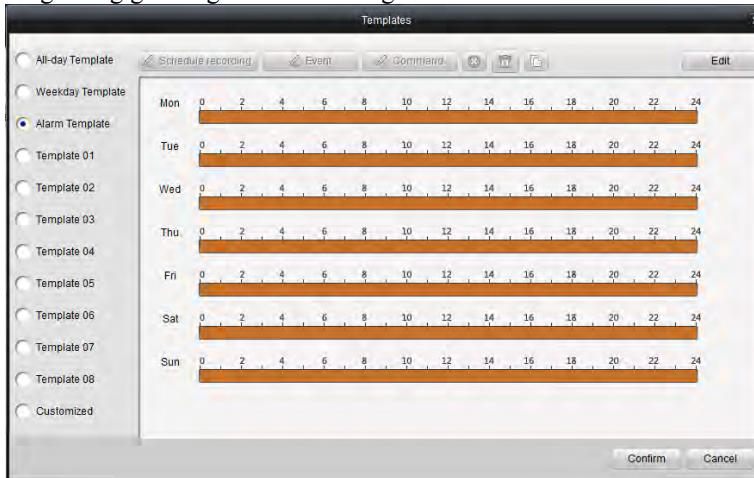 Templates
All-day Template
Schedule recording
Event
Command
Edit
Weekday Template
Alarm Template
Template 01
Template 02
Template 03
Template 04
Template 05
Template 06
Template 07
Template 08
Customized
Mon 0 2 4 6 8 10 12 14 16 18 20 22 24
Tue 0 2 4 6 8 10 12 14 16 18 20 22 24
Wed 0 2 4 6 8 10 12 14 16 18 20 22 24
Thu 0 2 4 6 8 10 12 14 16 18 20 22 24
Fri 0 2 4 6 8 10 12 14 16 18 20 22 24
Sat 0 2 4 6 8 10 12 14 16 18 20 22 24
Sun 0 2 4 6 8 10 12 14 16 18 20 22 24
Confirm
Cancel